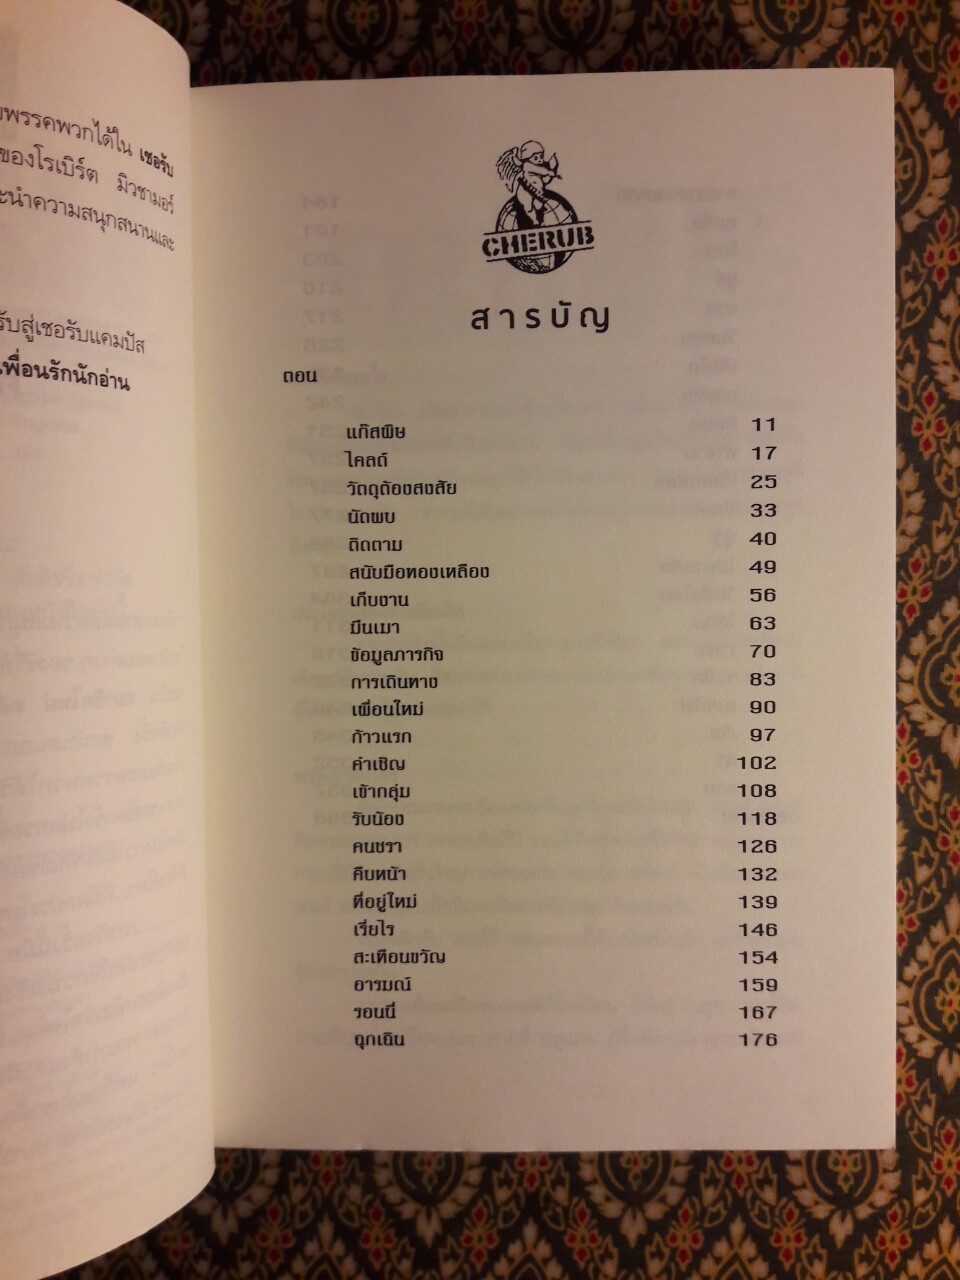 พรรคพวกได้ใน เชอรับ
ของโรเบิร์ต มิวชามอร์
นำความสนุกสนานและ
รับสู่เชอรับแคมปัส
เพื่อนรักนักอ่าน
CHERUB
สารบัญ
ตอน
แก๊สพิษ 11
ไคลด์ 17
วัตถุต้องสงสัย 25
นัดพบ 33
ติดตาม 40
สนับมือทองเหลือง 49
เก็บงาน 56
มึนเมา 63
ข้อมูลภารกิจ 70
การเดินทาง 83
เพื่อนใหม่ 90
ก้าวแรก 97
คำเชิญ 102
เข้ากลุ่ม 108
รับน้อง 118
คนชรา 126
คืบหน้า 132
ที่อยู่ใหม่ 139
เรี่ยไร 146
สะเทือนขวัญ 154
อารมณ์ 159
รอนนี่ 167
ฉุกเฉิน 176